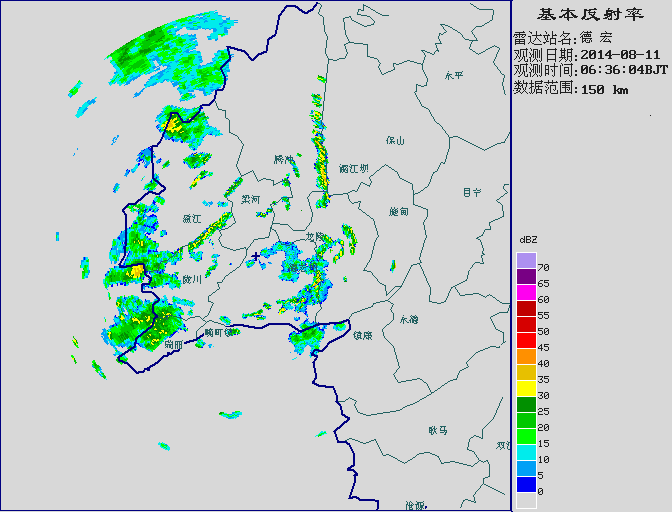 基本反射率
雷达站名:德 宏
观测日期:2014-08-11
观测时间:06:36:04BJT
数据范围:150 km
永平
保山
腾冲
潞江坝
昌宁
梁河
施甸
盈江
龙陵
陇川
永德
镇康
畹町镇
瑞丽
耿马
双江
沧源
dBZ
70
65
60
55
50
45
40
35
30
25
20
15
10
5
0